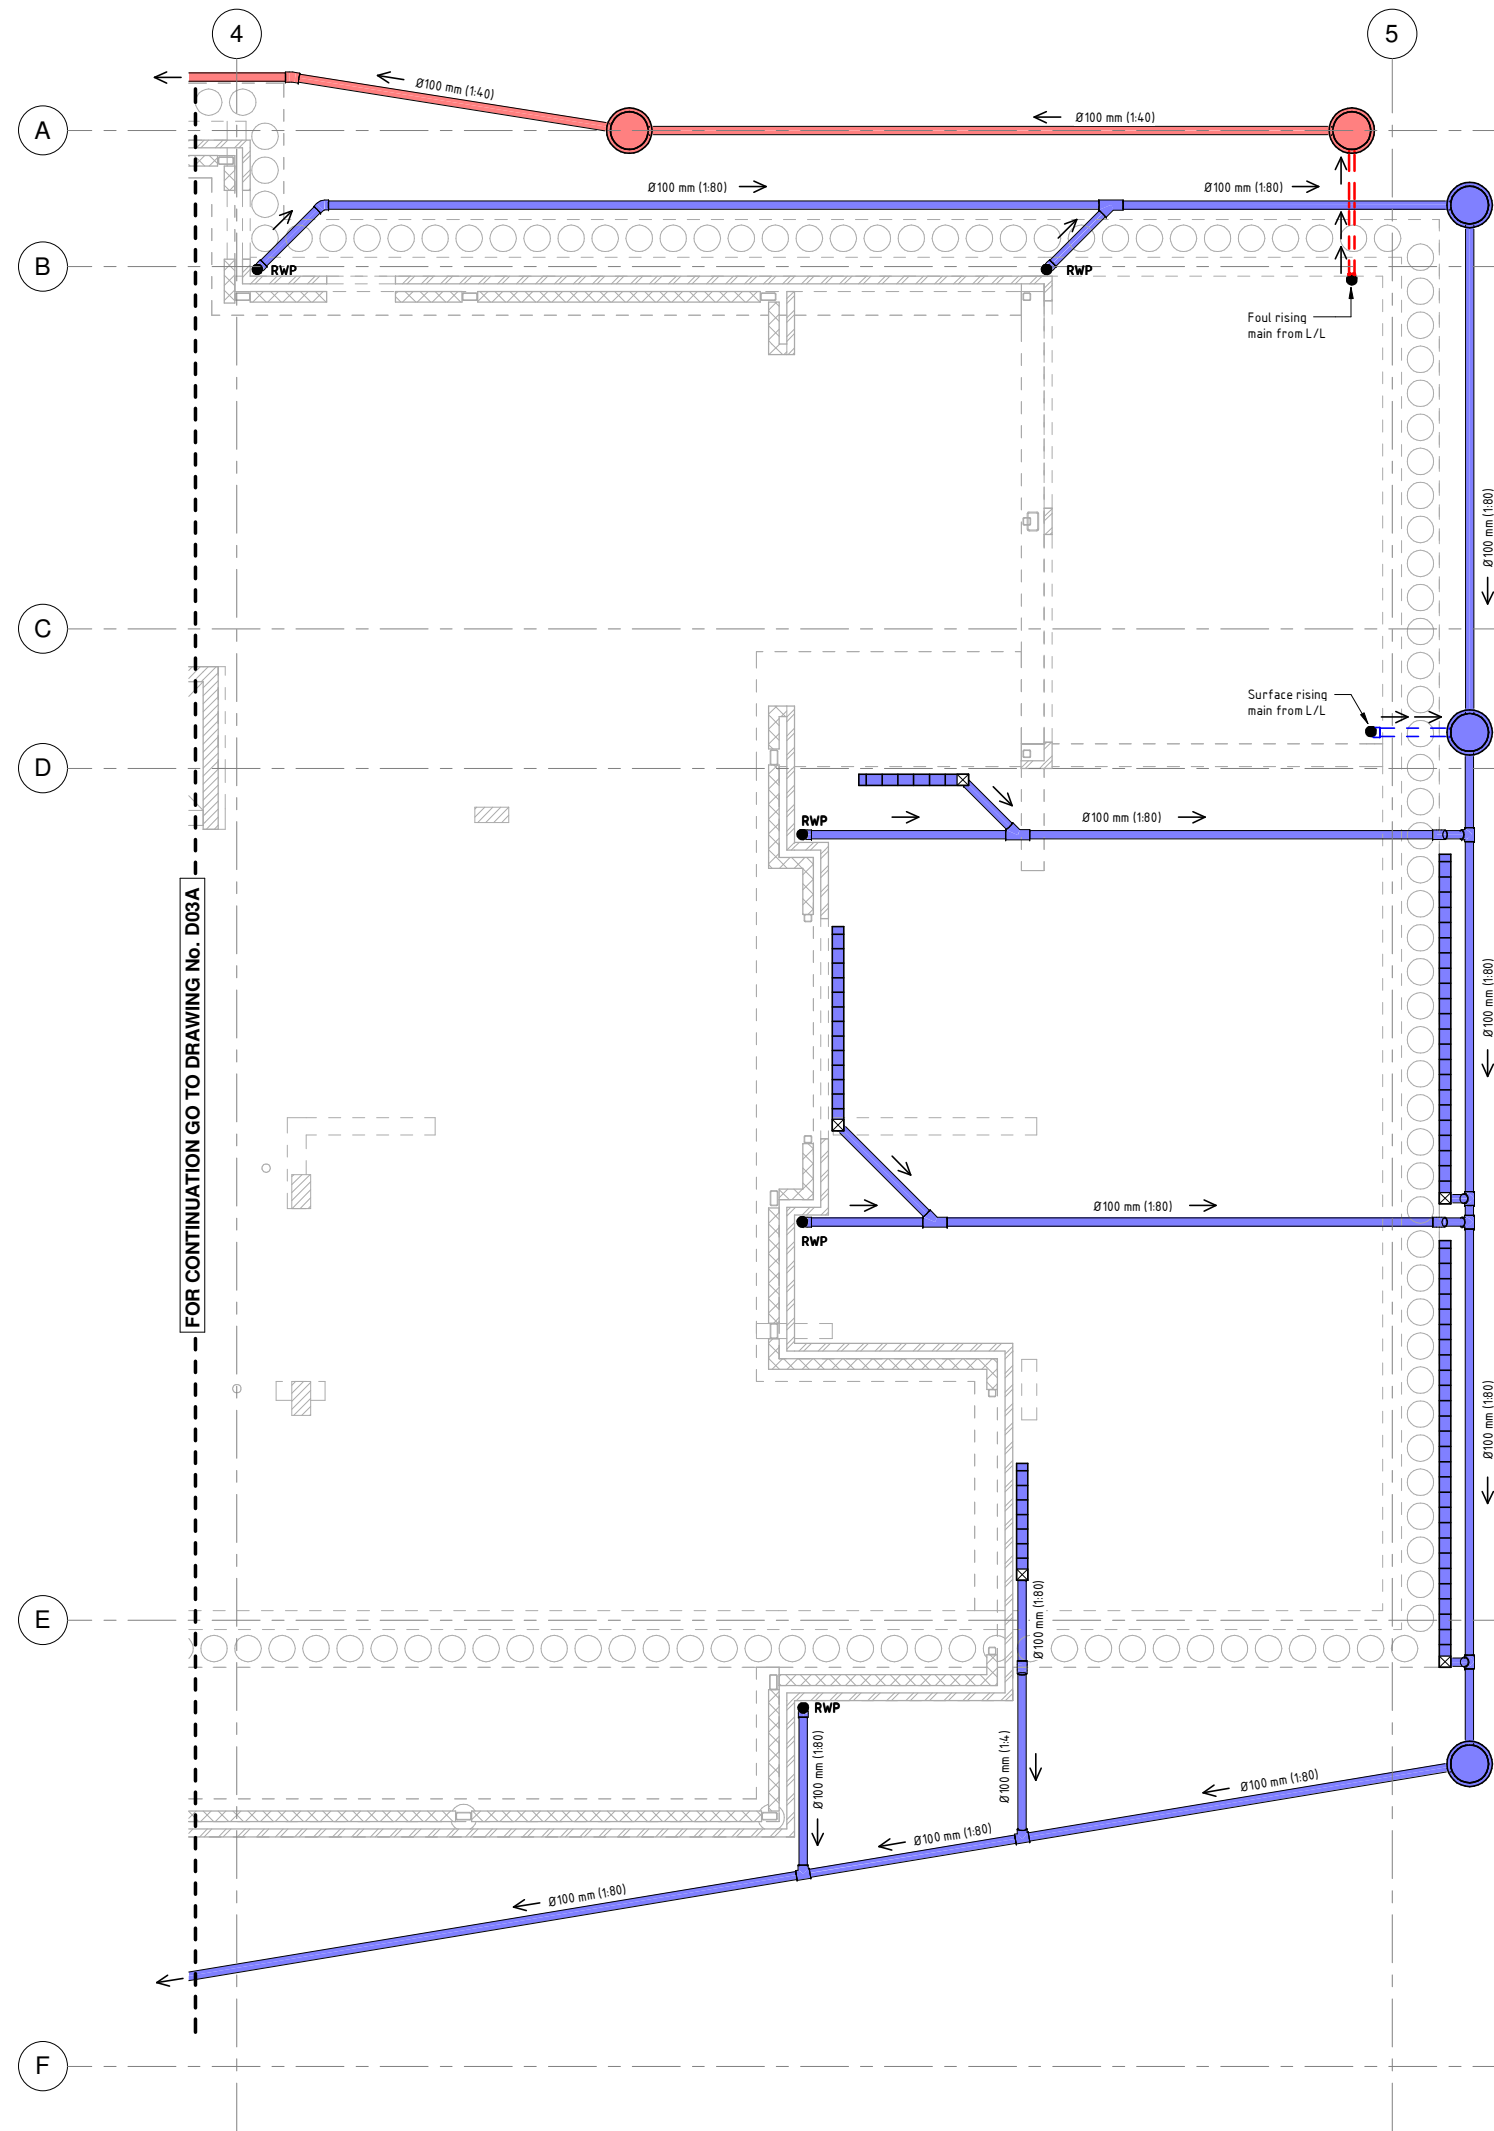 4
5
Ø100 mm (1:40)
A
Ø100 mm (1:40)
Ø100 mm (1:80)
Ø100 mm (1:80)
B
RWP
RWP
Foul rising
main from L/L
Ø100 mm (1:80)
C
Surface rising
main from L/L
D
RWP
Ø100 mm (1:80)
FOR CONTINUATION GO TO DRAWING No. D03A
Ø100 mm (1:80)
Ø100 mm (1:80)
RWP
Ø100 mm (1:80)
E
Ø100 mm (1:80)
RWP
Ø100 mm (1:80)
Ø100 mm (1:4)
Ø100 mm (1:80)
Ø100 mm (1:80)
Ø100 mm (1:80)
F